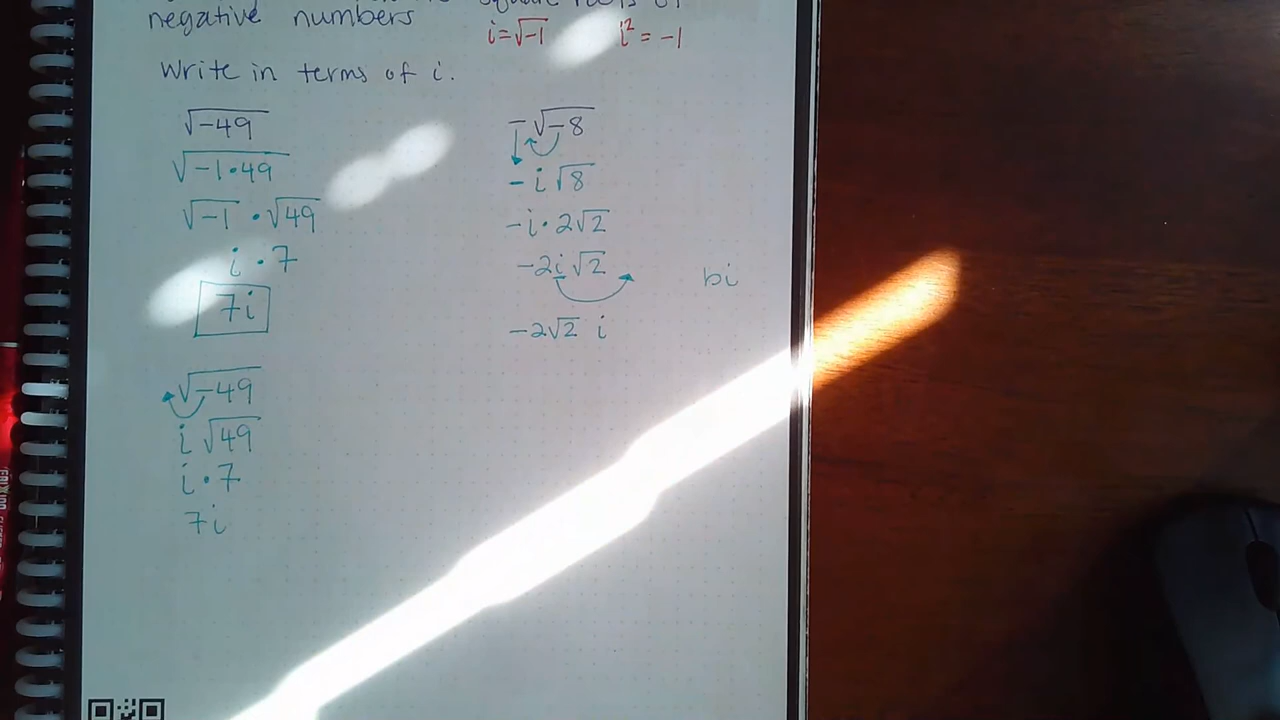 negative numbers
i=√-1 i²=-1
Write in terms of i.
√-49
√-1•49
√-1 • √49
i • 7
7i
√-49
i √49
i • 7
7i
-√-8
-i√8
-i • 2√2
-2i√2
-2√2 i
bi